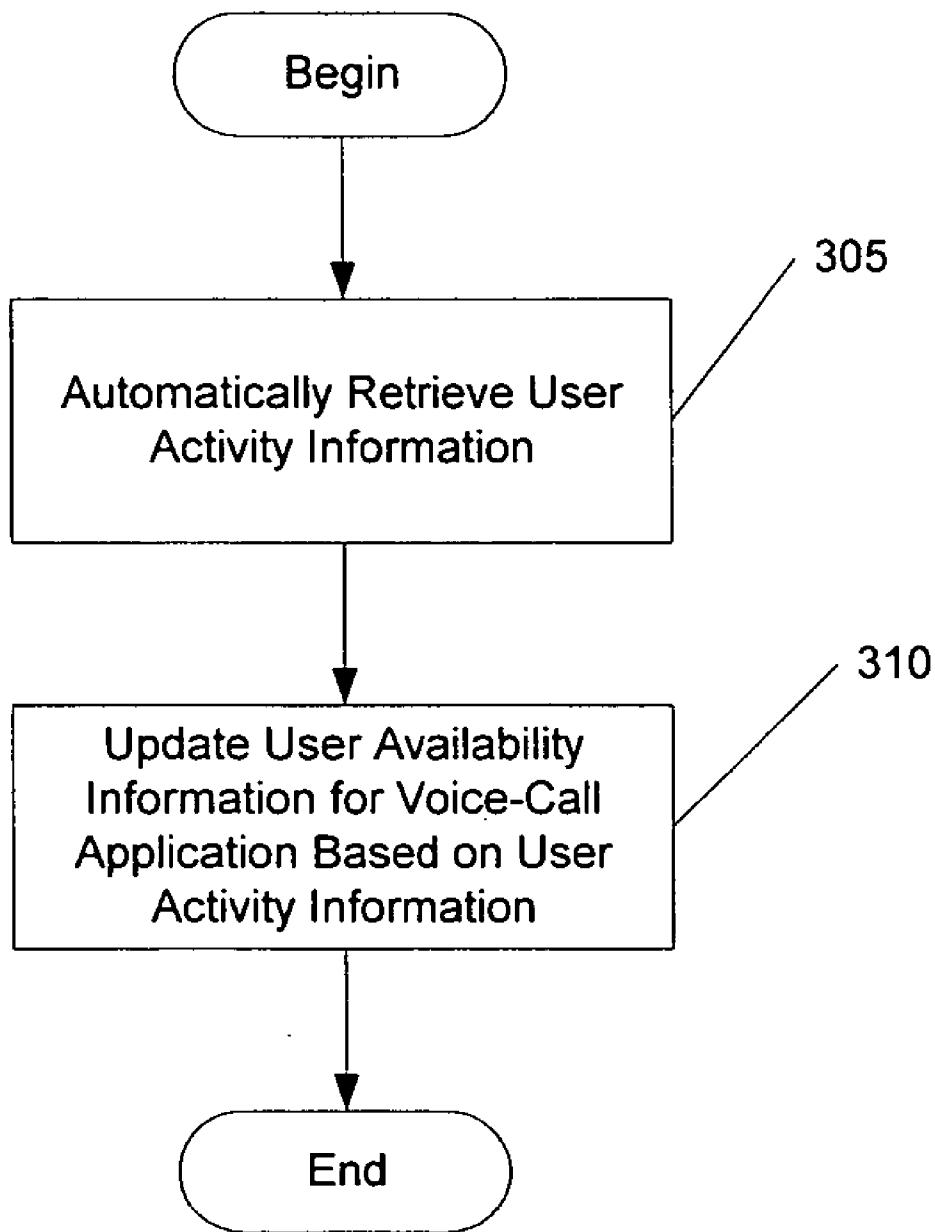 Begin
305
Automatically Retrieve User
Activity Information
310
Update User Availability
Information for Voice-Call
Application Based on User
Activity Information
End